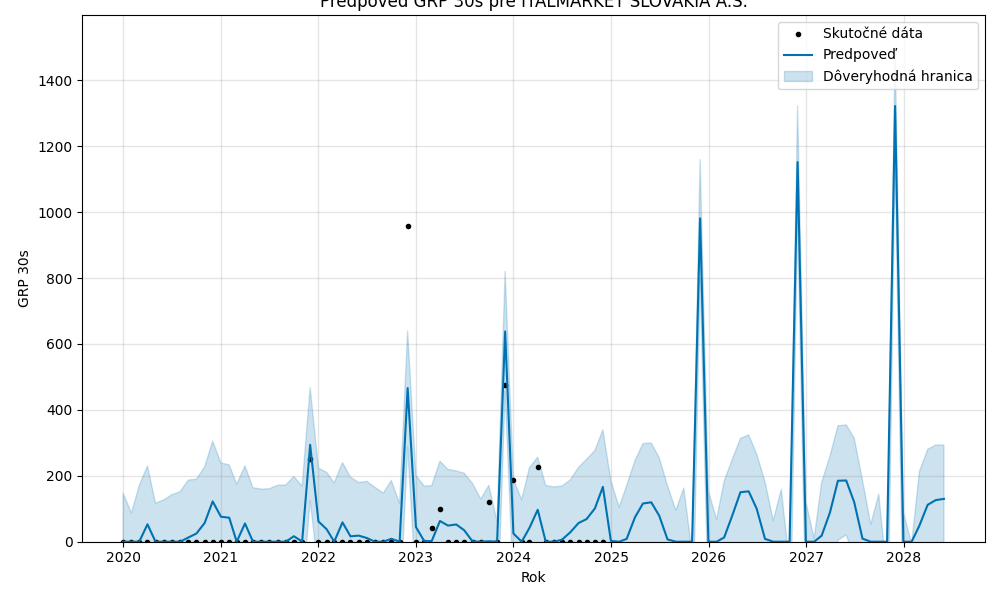 Predpoveď GRP 30s pre ITALMARKET SLOVAKIA A.S.
Skutočné dáta
Predpoveď
Dôveryhodná hranica
GRP 30s
1400
1200
1000
800
600
400
200
0
2020 2021 2022 2023 2024 2025 2026 2027 2028
Rok